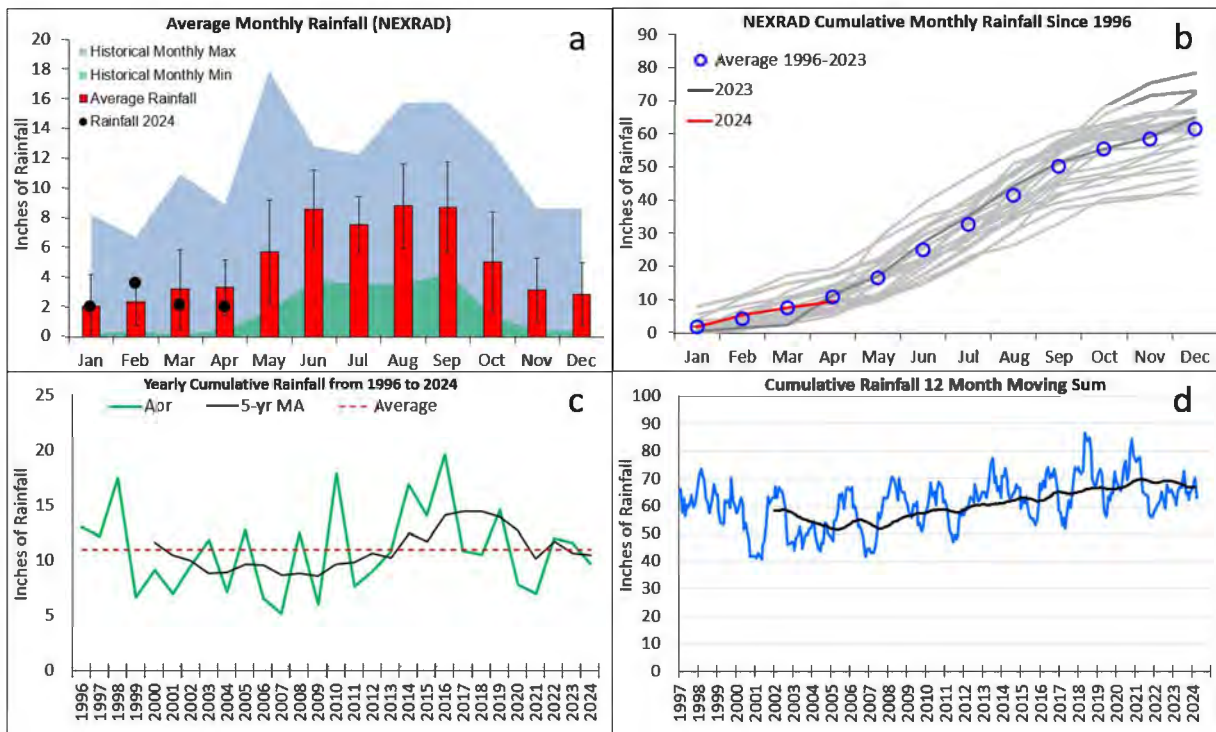 Average Monthly Rainfall (NEXRAD)
a
Inches of Rainfall
20
18
16
14
12
10
8
6
4
2
0
Historical Monthly Max
Historical Monthly Min
Average Rainfall
Rainfall 2024
Jan Feb Mar Apr May Jun Jul Aug Sep Oct Nov Dec
NEXRAD Cumulative Monthly Rainfall Since 1996
b
Inches of Rainfall
90
80
70
60
50
40
30
20
10
0
Average 1996-2023
2023
2024
Jan Feb Mar Apr May Jun Jul Aug Sep Oct Nov Dec
Yearly Cumulative Rainfall from 1996 to 2024
c
Inches of Rainfall
25
20
15
10
5
0
Apr 5-yr MA Average
1996 1997 1998 1999 2000 2001 2002 2003 2004 2005 2006 2007 2008 2009 2010 2011 2012 2013 2014 2015 2016 2017 2018 2019 2020 2021 2022 2023 2024
Cumulative Rainfall 12 Month Moving Sum
d
Inches of Rainfall
100
90
80
70
60
50
40
30
20
10
0
1997 1998 1999 2000 2001 2002 2003 2004 2005 2006 2007 2008 2009 2010 2011 2012 2013 2014 2015 2016 2017 2018 2019 2020 2021 2022 2023 2024